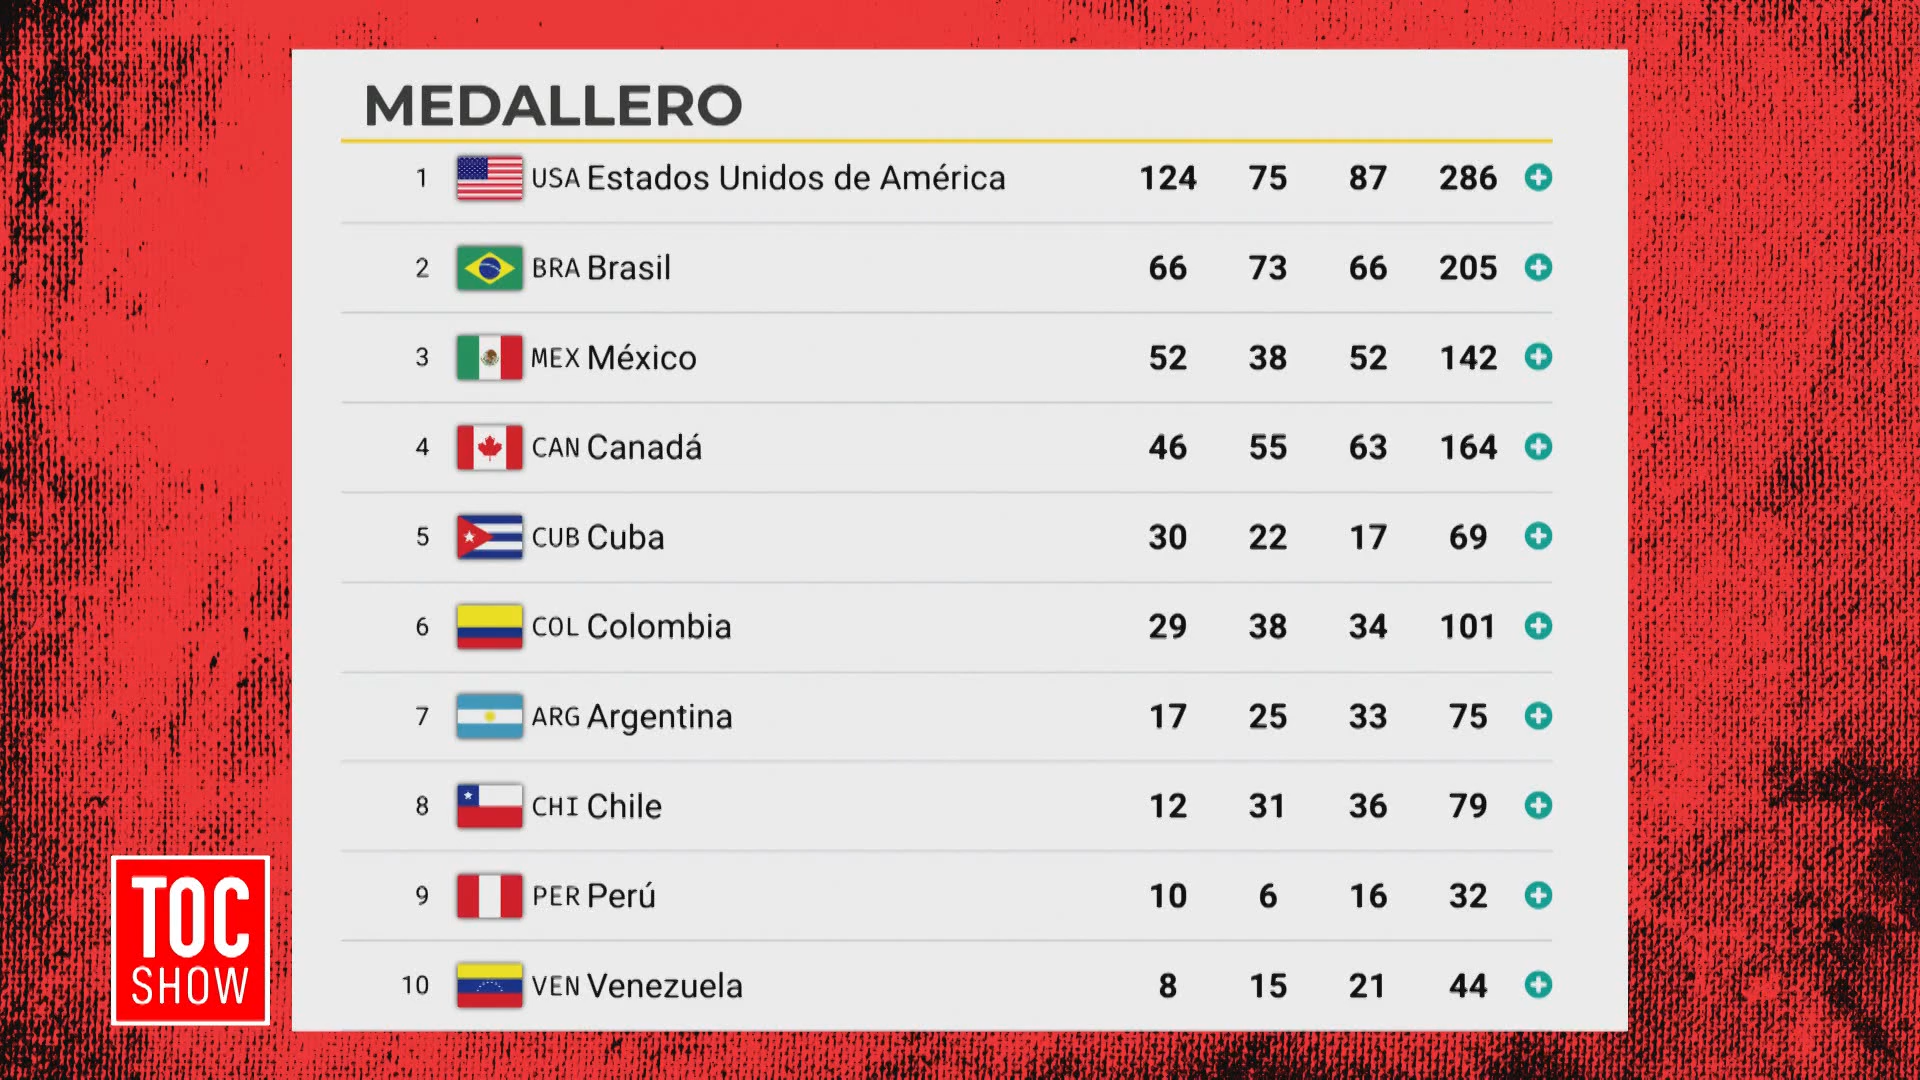 MEDALLERO
1 USA Estados Unidos de América 124 75 87 286
2 BRA Brasil 66 73 66 205
3 MEX México 52 38 52 142
4 CAN Canadá 46 55 63 164
5 CUB Cuba 30 22 17 69
6 COL Colombia 29 38 34 101
7 ARG Argentina 17 25 33 75
8 CHI Chile 12 31 36 79
9 PER Perú 10 6 16 32
10 VEN Venezuela 8 15 21 44
TOC
SHOW